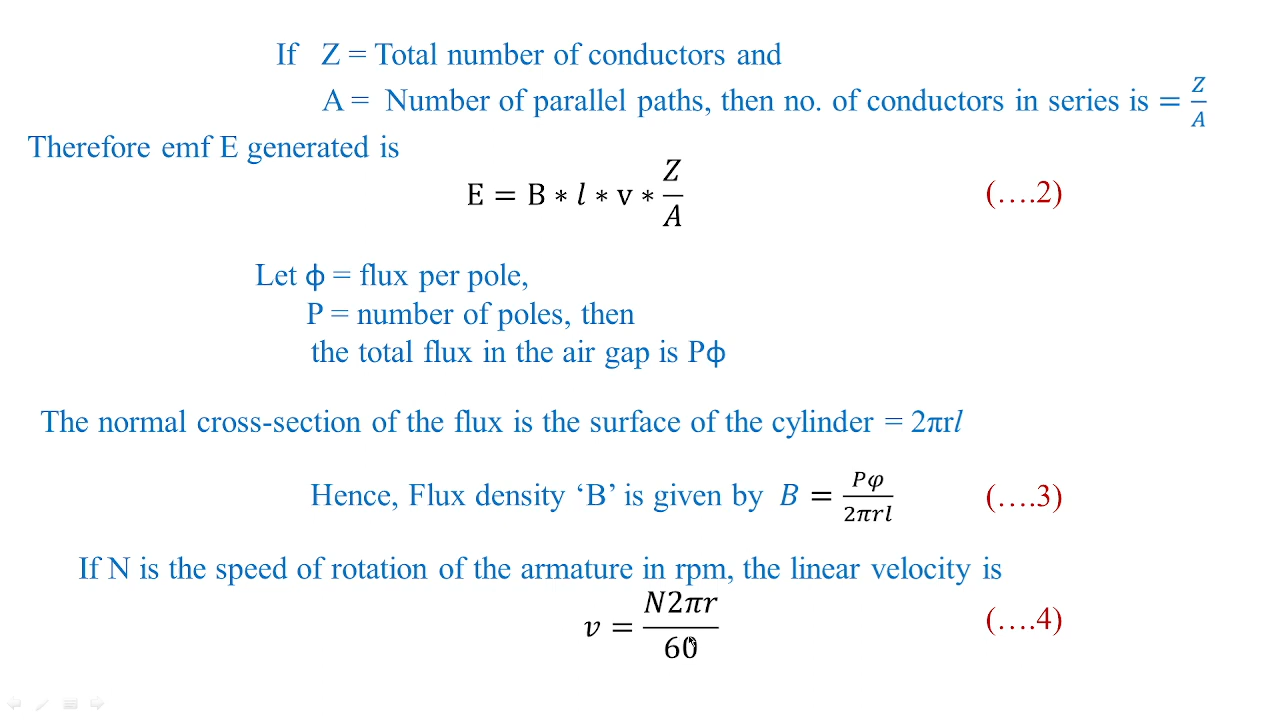 If Z = Total number of conductors and
A = Number of parallel paths, then no. of conductors in series is = Z/A
Therefore emf E generated is
E = B ∗ l ∗ v ∗ Z/A (….2)
Let ϕ = flux per pole,
P = number of poles, then
the total flux in the air gap is Pϕ
The normal cross-section of the flux is the surface of the cylinder = 2πrl
Hence, Flux density ‘B’ is given by B = Pφ/2πrl (….3)
If N is the speed of rotation of the armature in rpm, the linear velocity is
v = N2πr/60 (….4)